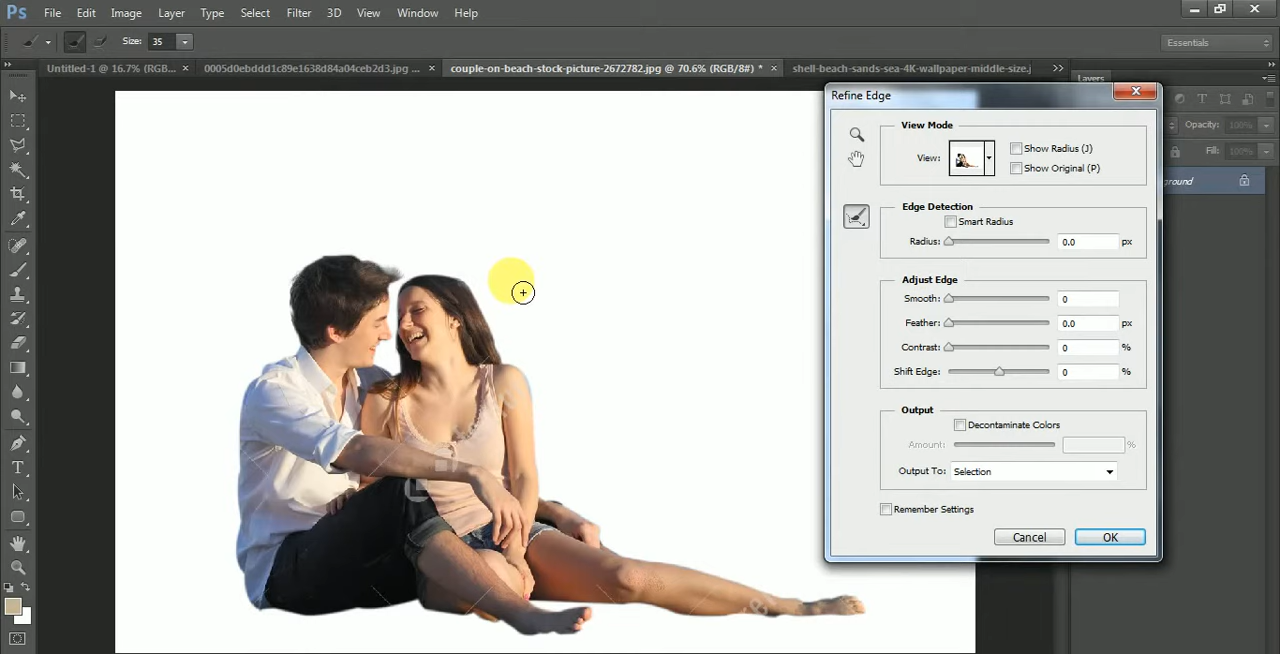 Ps File Edit Image Layer Type Select Filter 3D View Window Help
Size: 35 Essentials
Untitled-1 @ 16.7% (RGB... × 0005d0ebddd1c89e1638d84a04ceb2d3.jpg ... × couple-on-beach-stock-picture-2672782.jpg @ 70.6% (RGB/8#) * × shell-beach-sands-sea-4K-wallpaper-middle-size.j >>
Layers
Refine Edge
View Mode
View:
Show Radius (J)
Show Original (P)
Edge Detection
Smart Radius
Radius: 0.0 px
Adjust Edge
Smooth: 0
Feather: 0.0 px
Contrast: 0 %
Shift Edge: 0 %
Output
Decontaminate Colors
Amount: %
Output To: Selection
Remember Settings
Cancel OK
Opacity: 100%
Fill: 100%
ground
T